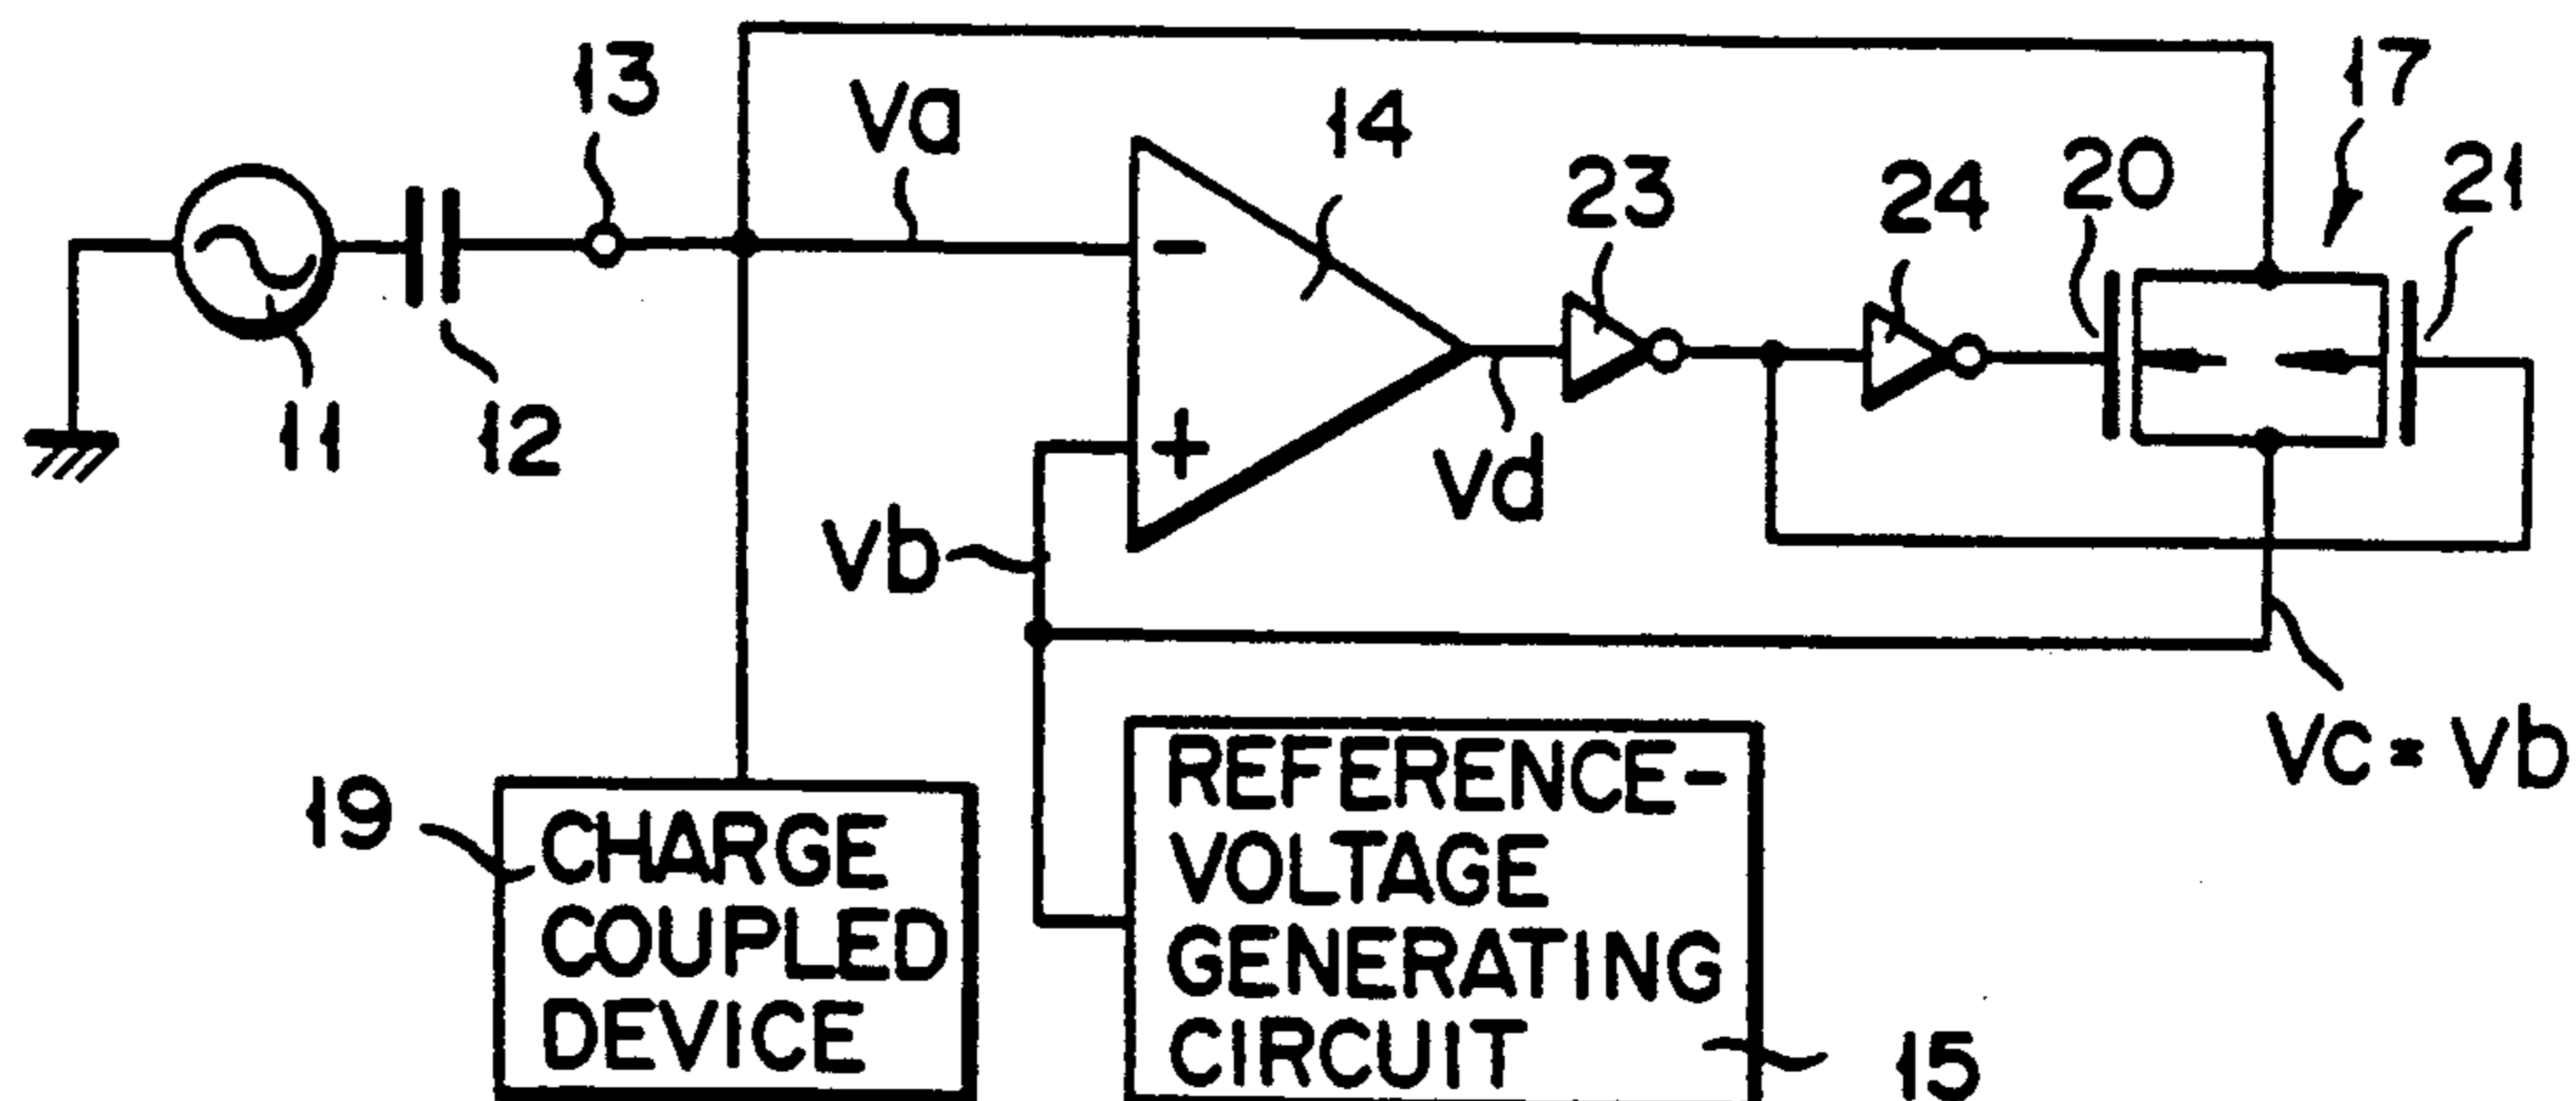 13
Va
14
23
24
20
17
21
11
12
Vd
Vb
Vc = Vb
19
CHARGE
COUPLED
DEVICE
REFERENCE-
VOLTAGE
GENERATING
CIRCUIT
15
-
+